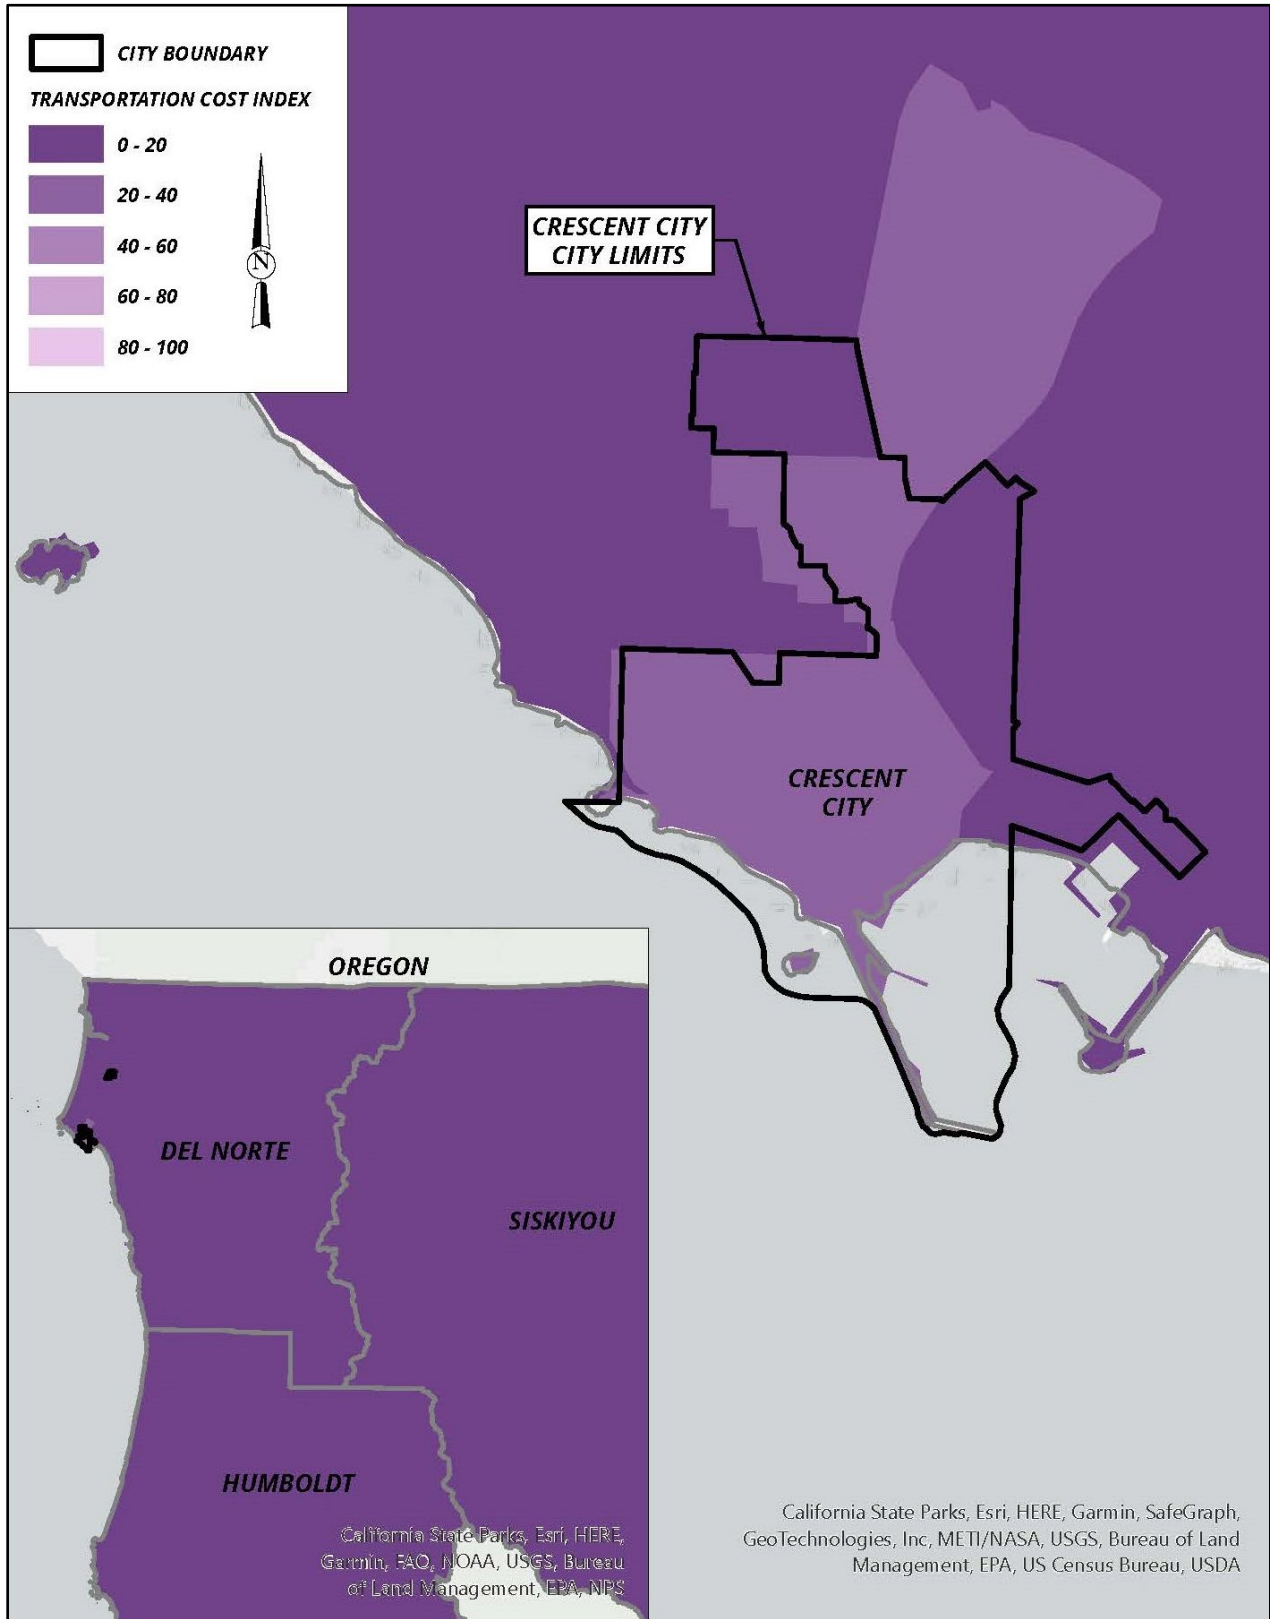 CITY BOUNDARY
TRANSPORTATION COST INDEX
0 - 20
20 - 40
40 - 60
60 - 80
80 - 100
N
CRESCENT CITY
CITY LIMITS
CRESCENT
CITY
OREGON
DEL NORTE
SISKIYOU
HUMBOLDT
California State Parks, Esri, HERE,
Garmin, FAO, NOAA, USGS, Bureau
of Land Management, EPA, NPS
California State Parks, Esri, HERE, Garmin, SafeGraph,
GeoTechnologies, Inc, METI/NASA, USGS, Bureau of Land
Management, EPA, US Census Bureau, USDA